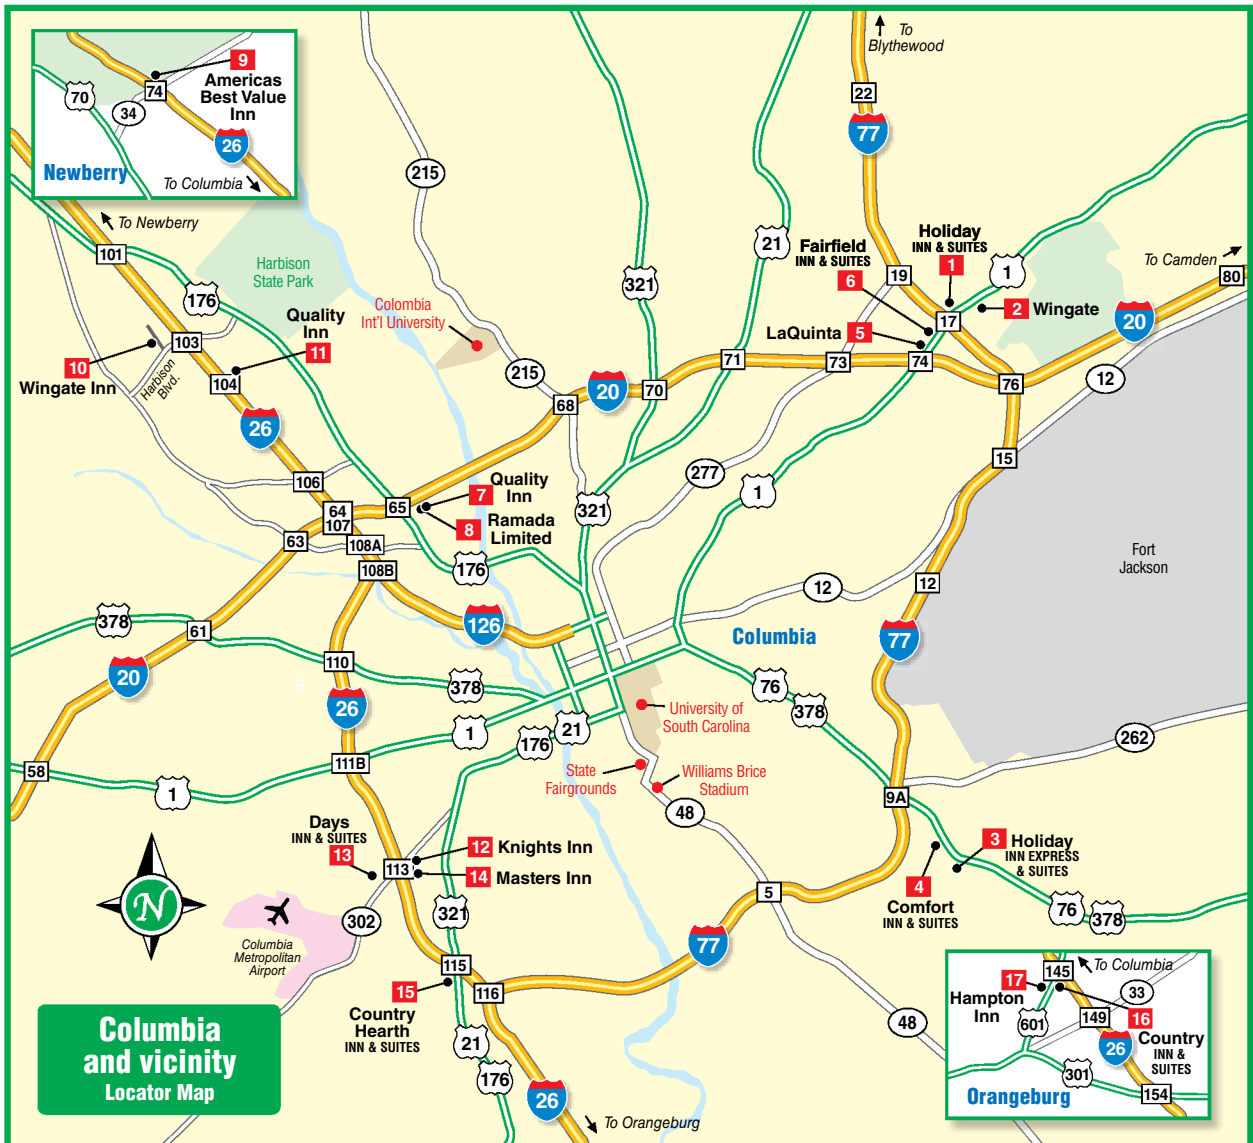 To
Blythewood
9
Americas
Best Value
Inn
74
70
34
26
Newberry
To Columbia
22
77
215
To Newberry
101
Harbison
State Park
176
Colombia
Int'l University
321
21
Fairfield
INN & SUITES
6
Holiday
INN & SUITES
1
19
1
To Camden
80
2 Wingate
17
20
LaQuinta 5
Quality
Inn
11
103
10
Wingate Inn
Harbison
Blvd.
104
26
215
20
68
70
71
73
74
76
12
15
277
1
106
64
107
65
7
Quality
Inn
8
Ramada
Limited
321
63
108A
108B
176
Fort
Jackson
12
12
126
Columbia
77
378
61
20
110
9
26
378
1
176
21
76
378
University of
South Carolina
262
State
Fairgrounds
Williams Brice
Stadium
58
1
111B
48
9A
Days
INN & SUITES
13
12 Knights Inn
113
14 Masters Inn
3 Holiday
INN EXPRESS
& SUITES
4
Comfort
INN & SUITES
5
N
302
321
Columbia
Metropolitan
Airport
77
76
378
115
116
15
Country
Hearth
INN & SUITES
21
176
26
48
To Orangeburg
Columbia
and vicinity
Locator Map
145
To Columbia
17
Hampton
Inn
33
601
149
16
Country
INN &
SUITES
26
301
154
Orangeburg